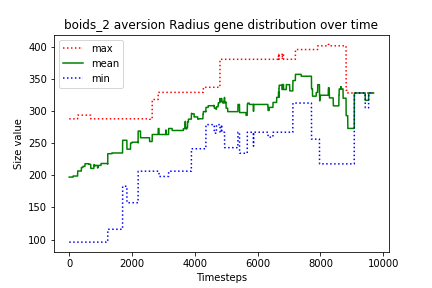 boids_2 aversion Radius gene distribution over time
max
mean
min
Size value
400
350
300
250
200
150
100
0
2000
4000
6000
8000
10000
Timesteps